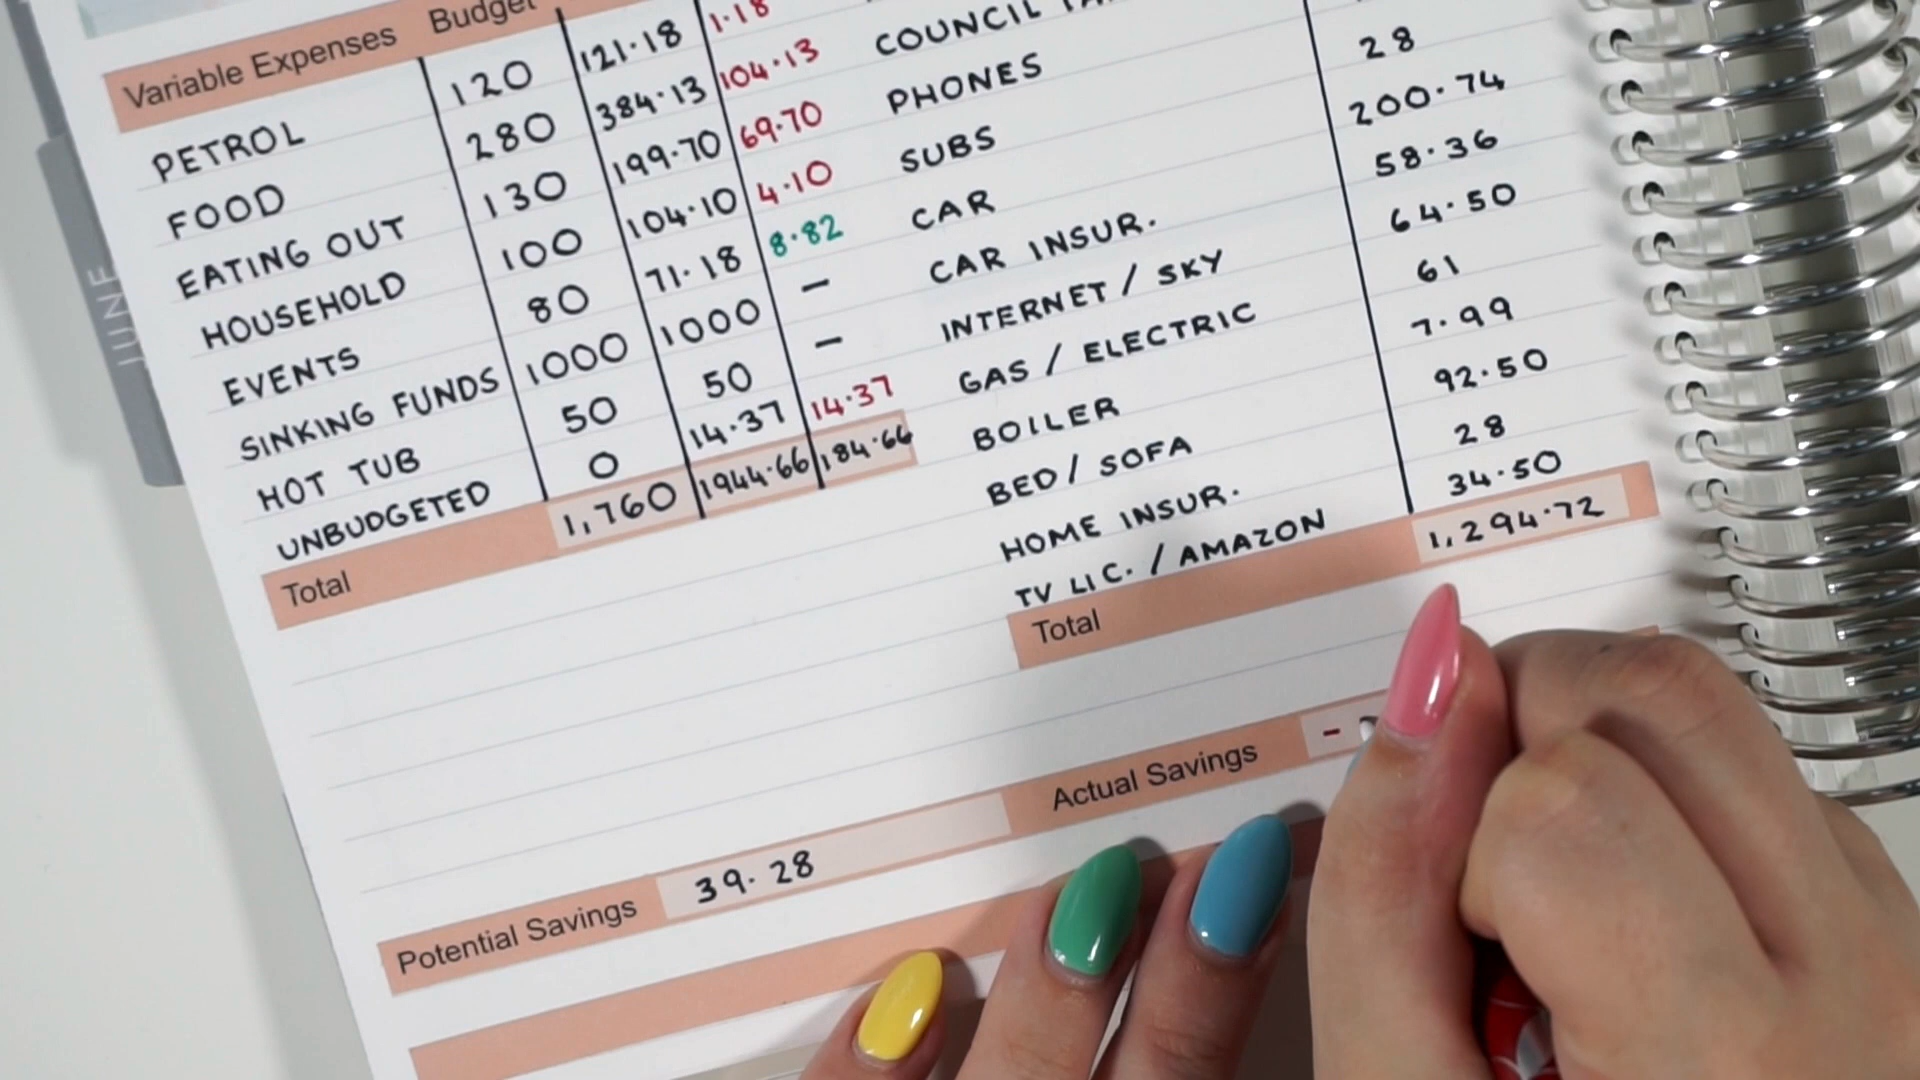 JUNE
Variable Expenses Budget
PETROL 120 121.18 1.18
FOOD 280 384.13 104.13
EATING OUT 130 199.70 69.70
HOUSEHOLD 100 104.10 4.10
EVENTS 80 71.18 8.82
SINKING FUNDS 1000 1000 -
HOT TUB 50 50 -
UNBUDGETED 0 14.37 14.37
Total 1,760 1944.66 184.66
COUNCIL
PHONES
SUBS 28
CAR 200.74
CAR INSUR. 58.36
INTERNET / SKY 64.50
GAS / ELECTRIC 61
BOILER 7.99
BED / SOFA 92.50
HOME INSUR. 28
TV LIC. / AMAZON 34.50
Total 1,294.72
Potential Savings 39.28
Actual Savings -